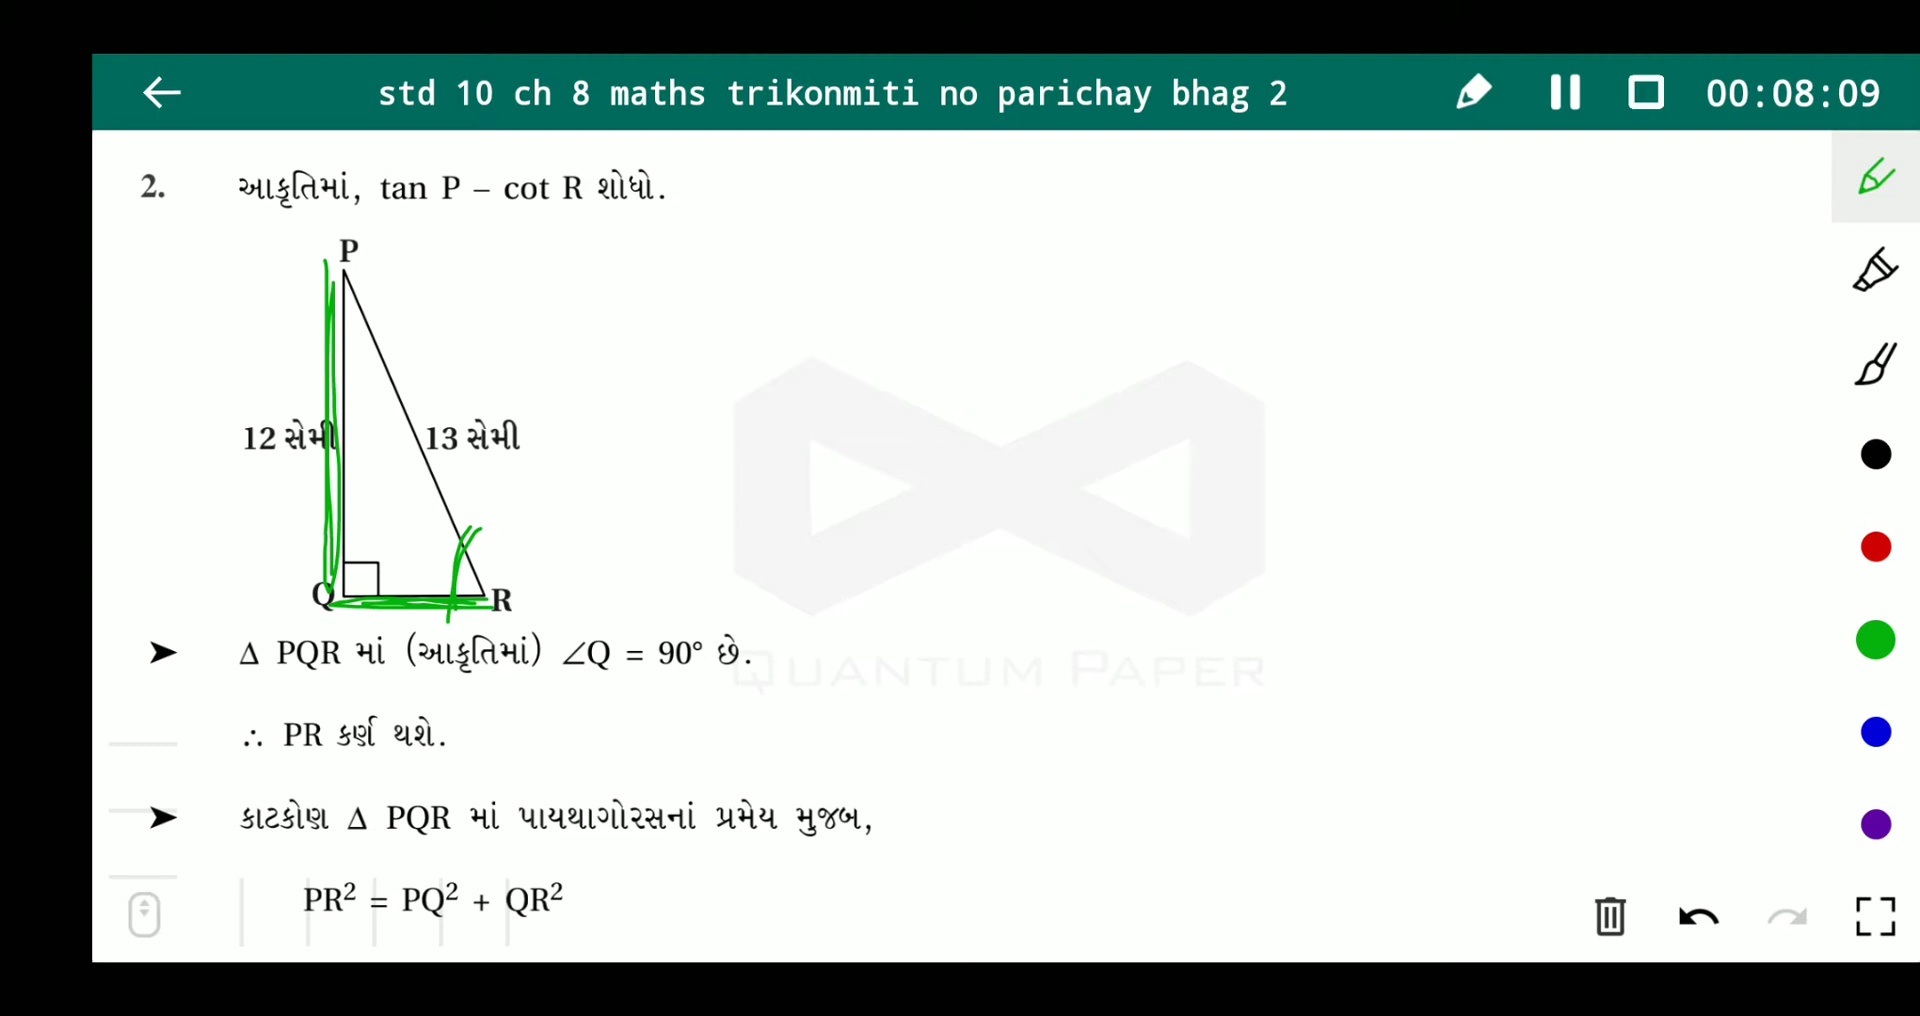 std 10 ch 8 maths trikonmiti no parichay bhag 2
00:08:09
2. આકૃતિમાં, tan P – cot R શોધો.
P
12 સેમી
13 સેમી
Q
R
➤ Δ PQR માં (આકૃતિમાં) ∠Q = 90° છે.
∴ PR કર્ણ થશે.
➤ કાટકોણ Δ PQR માં પાયથાગોરસનાં પ્રમેય મુજબ,
PR² = PQ² + QR²
QUANTUM PAPER